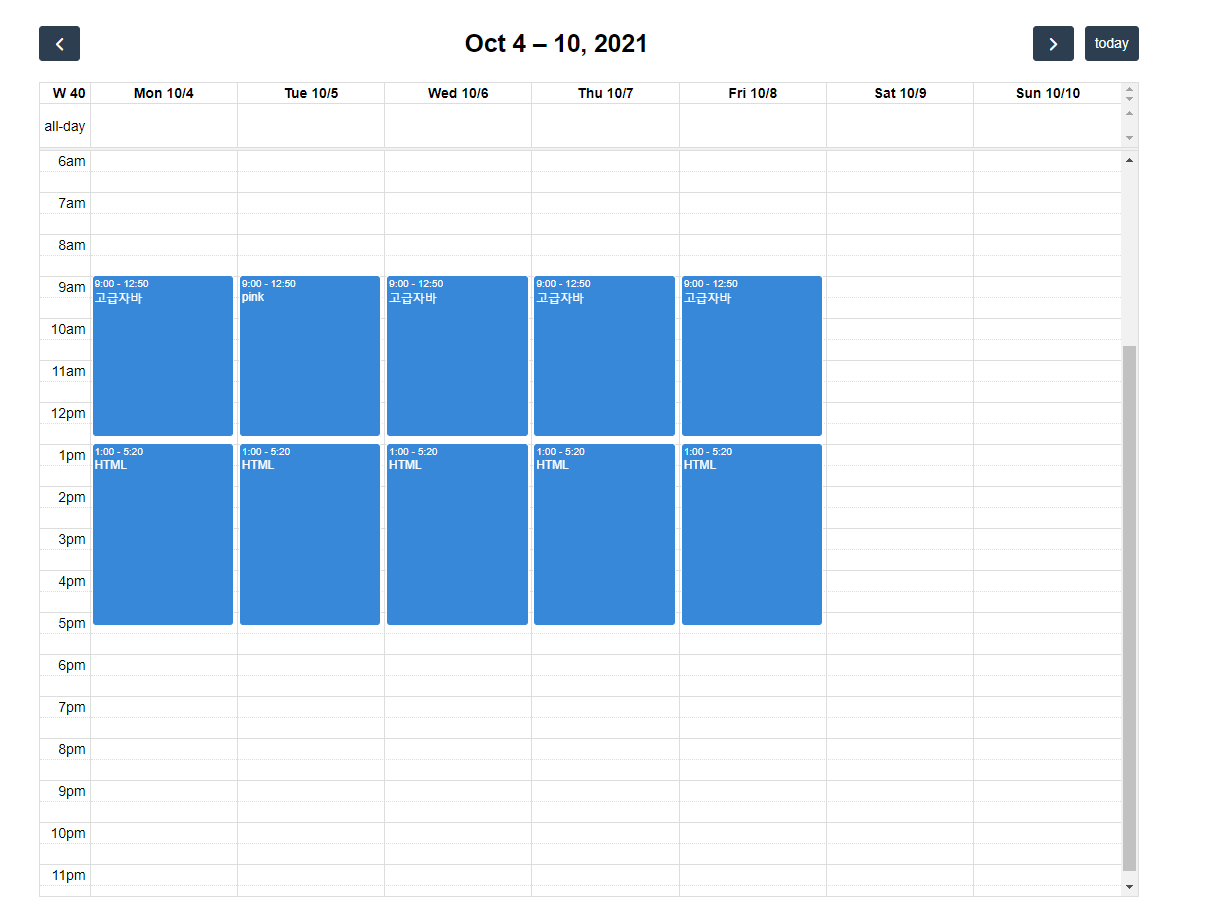 Oct 4 – 10, 2021
today
W 40 Mon 10/4 Tue 10/5 Wed 10/6 Thu 10/7 Fri 10/8 Sat 10/9 Sun 10/10
all-day
6am
7am
8am
9am
9:00 - 12:50 9:00 - 12:50 9:00 - 12:50 9:00 - 12:50 9:00 - 12:50
고급자바 pink 고급자바 고급자바 고급자바
10am
11am
12pm
1pm
1:00 - 5:20 1:00 - 5:20 1:00 - 5:20 1:00 - 5:20 1:00 - 5:20
HTML HTML HTML HTML HTML
2pm
3pm
4pm
5pm
6pm
7pm
8pm
9pm
10pm
11pm